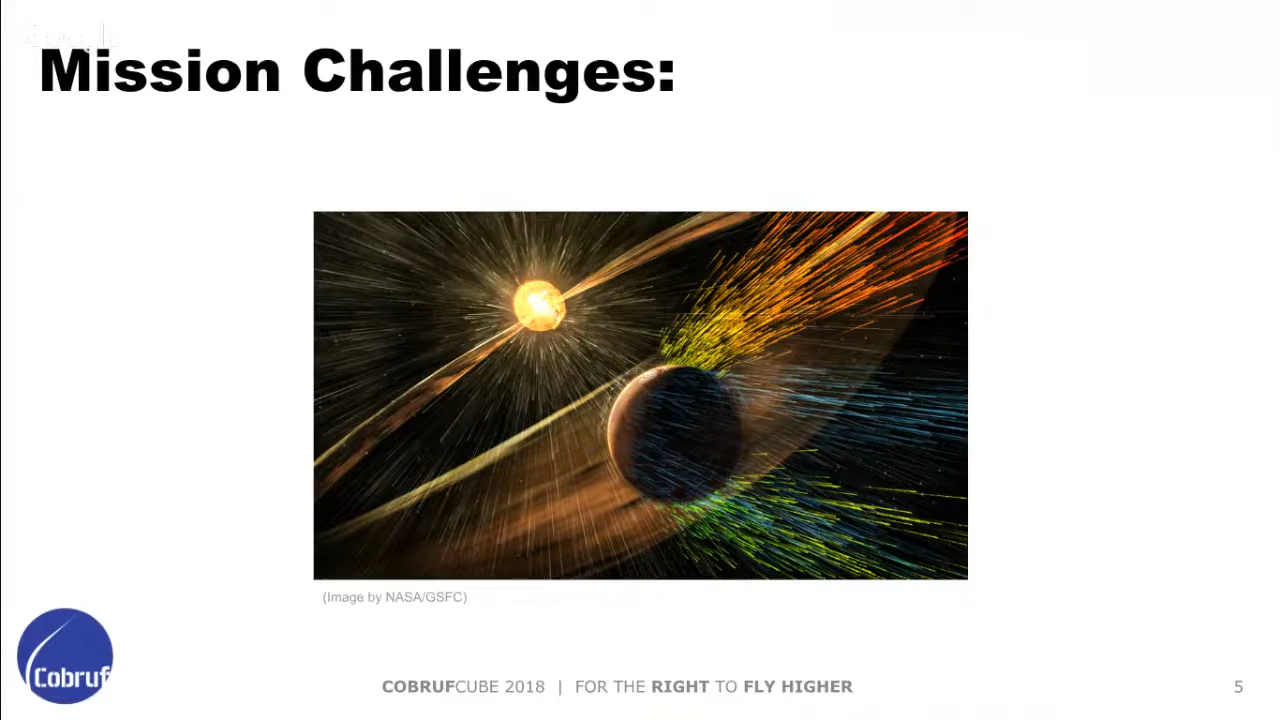 Mission Challenges:
(Image by NASA/GSFC)
Cobruf
COBRUFCUBE 2018 | FOR THE RIGHT TO FLY HIGHER
5